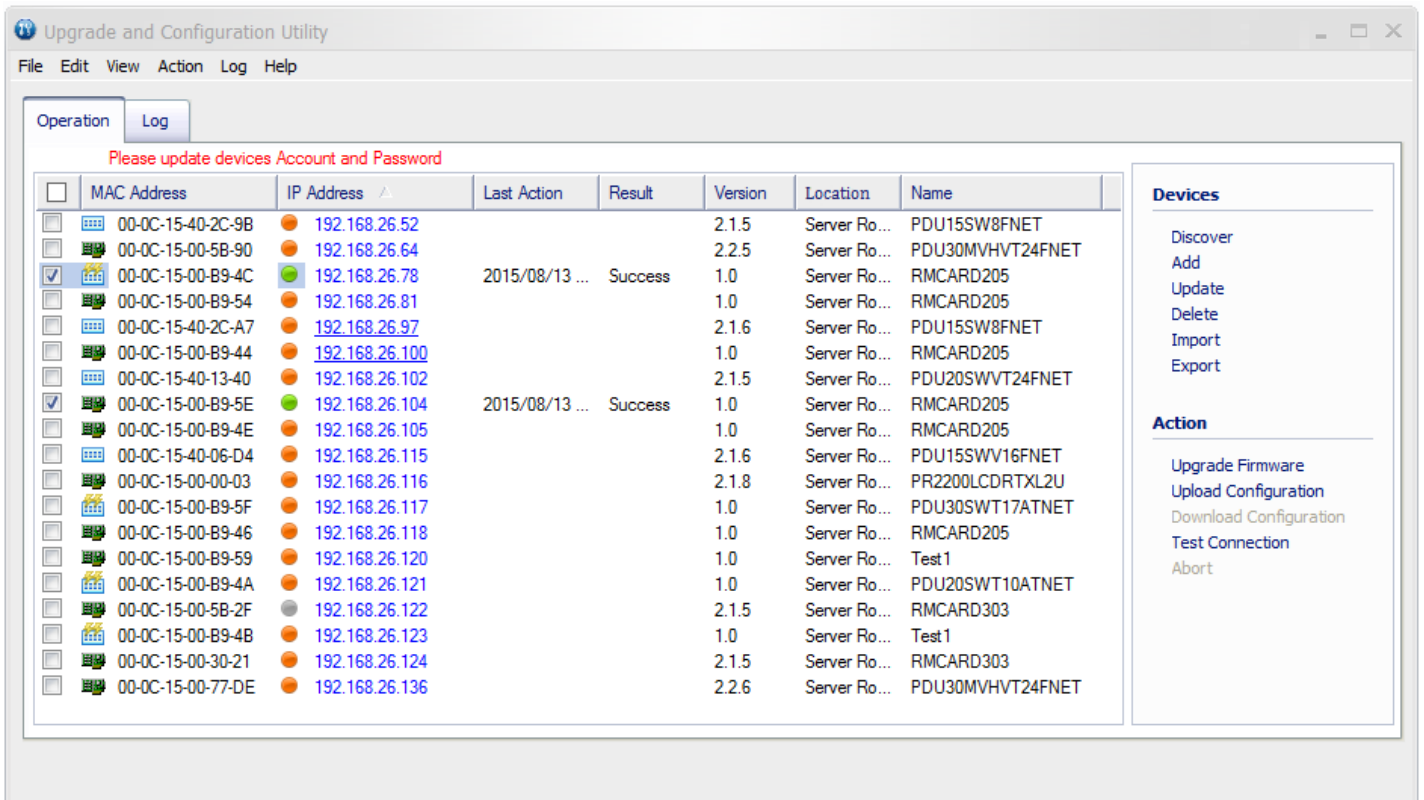 Upgrade and Configuration Utility
File Edit View Action Log Help
Operation Log
Please update devices Account and Password
MAC Address IP Address Last Action Result Version Location Name
00-0C-15-40-2C-9B 192.168.26.52 2.1.5 Server Ro... PDU15SW8FNET
00-0C-15-00-5B-90 192.168.26.64 2.2.5 Server Ro... PDU30MVHVT24FNET
00-0C-15-00-B9-4C 192.168.26.78 2015/08/13 ... Success 1.0 Server Ro... RMCARD205
00-0C-15-00-B9-54 192.168.26.81 1.0 Server Ro... RMCARD205
00-0C-15-40-2C-A7 192.168.26.97 2.1.6 Server Ro... PDU15SW8FNET
00-0C-15-00-B9-44 192.168.26.100 1.0 Server Ro... RMCARD205
00-0C-15-40-13-40 192.168.26.102 2.1.5 Server Ro... PDU20SWVT24FNET
00-0C-15-00-B9-5E 192.168.26.104 2015/08/13 ... Success 1.0 Server Ro... RMCARD205
00-0C-15-00-B9-4E 192.168.26.105 1.0 Server Ro... RMCARD205
00-0C-15-40-06-D4 192.168.26.115 2.1.6 Server Ro... PDU15SWV16FNET
00-0C-15-00-00-03 192.168.26.116 2.1.8 Server Ro... PR2200LCDRTXL2U
00-0C-15-00-B9-5F 192.168.26.117 1.0 Server Ro... PDU30SWT17ATNET
00-0C-15-00-B9-46 192.168.26.118 1.0 Server Ro... RMCARD205
00-0C-15-00-B9-59 192.168.26.120 1.0 Server Ro... Test1
00-0C-15-00-B9-4A 192.168.26.121 1.0 Server Ro... PDU20SWT10ATNET
00-0C-15-00-5B-2F 192.168.26.122 2.1.5 Server Ro... RMCARD303
00-0C-15-00-B9-4B 192.168.26.123 1.0 Server Ro... Test1
00-0C-15-00-30-21 192.168.26.124 2.1.5 Server Ro... RMCARD303
00-0C-15-00-77-DE 192.168.26.136 2.2.6 Server Ro... PDU30MVHVT24FNET
Devices
Discover
Add
Update
Delete
Import
Export
Action
Upgrade Firmware
Upload Configuration
Download Configuration
Test Connection
Abort